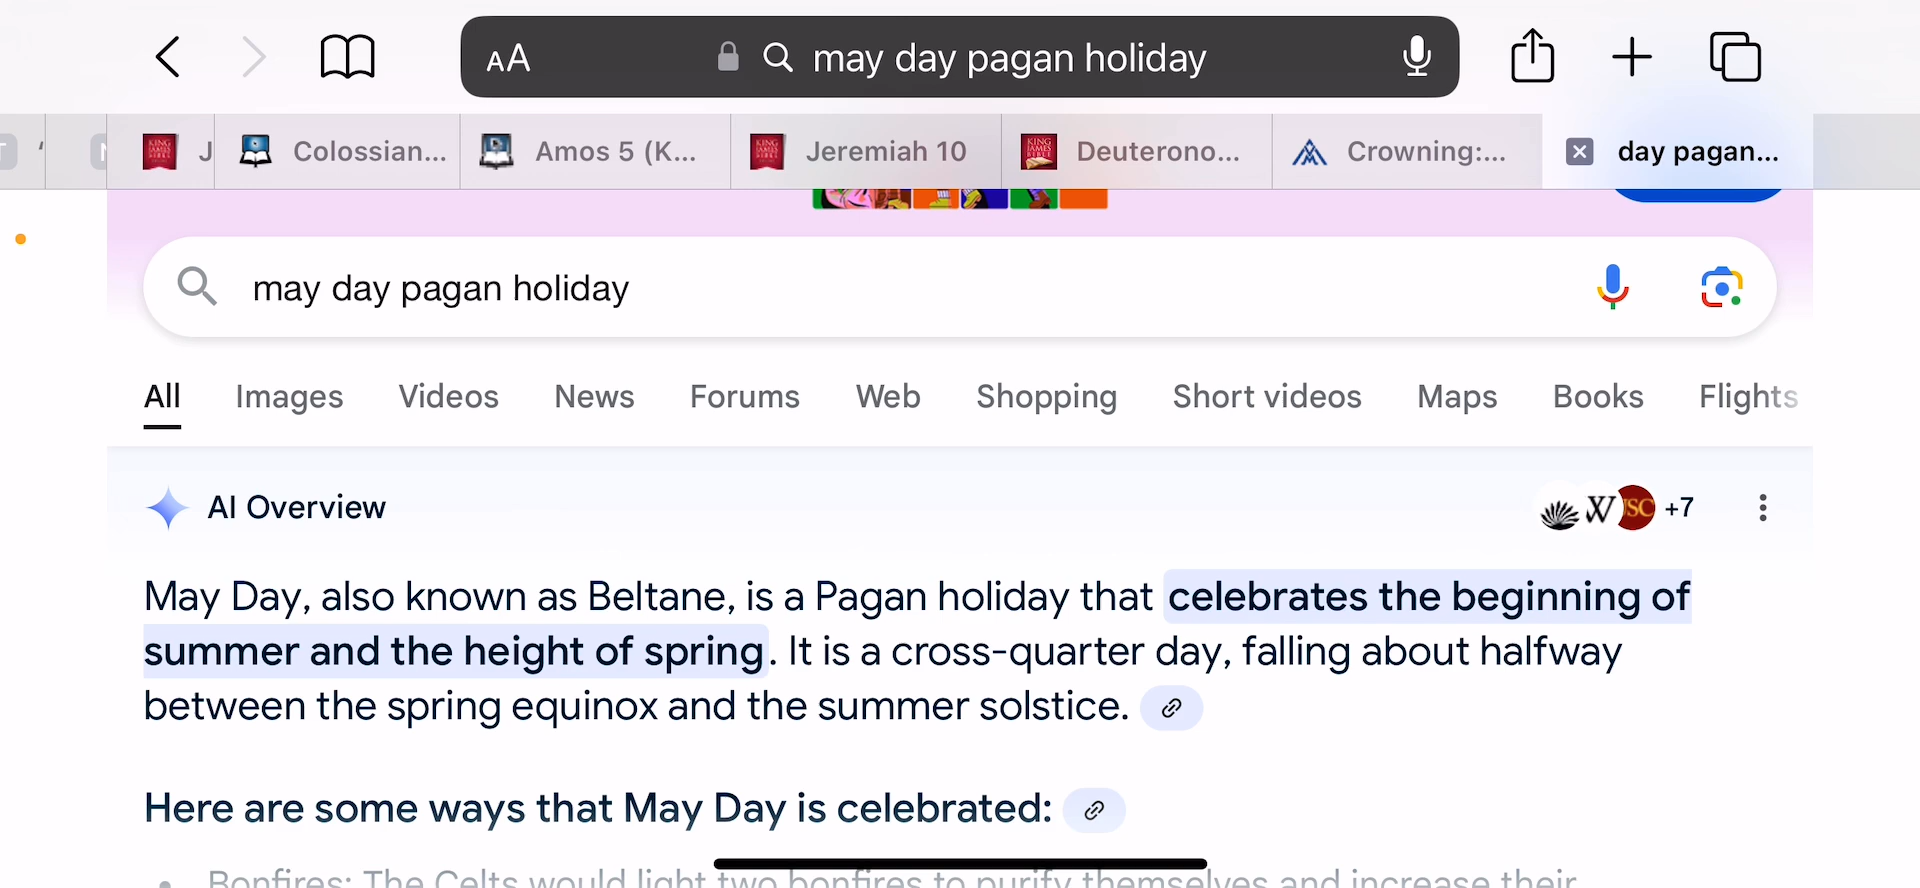 AA may day pagan holiday
J Colossian... Amos 5 (K... Jeremiah 10 Deuterono... Crowning:... day pagan...
may day pagan holiday
All Images Videos News Forums Web Shopping Short videos Maps Books Flights
AI Overview W SC +7
May Day, also known as Beltane, is a Pagan holiday that celebrates the beginning of
summer and the height of spring. It is a cross-quarter day, falling about halfway
between the spring equinox and the summer solstice.
Here are some ways that May Day is celebrated:
• Bonfires: The Celts would light two bonfires to purify themselves and increase their